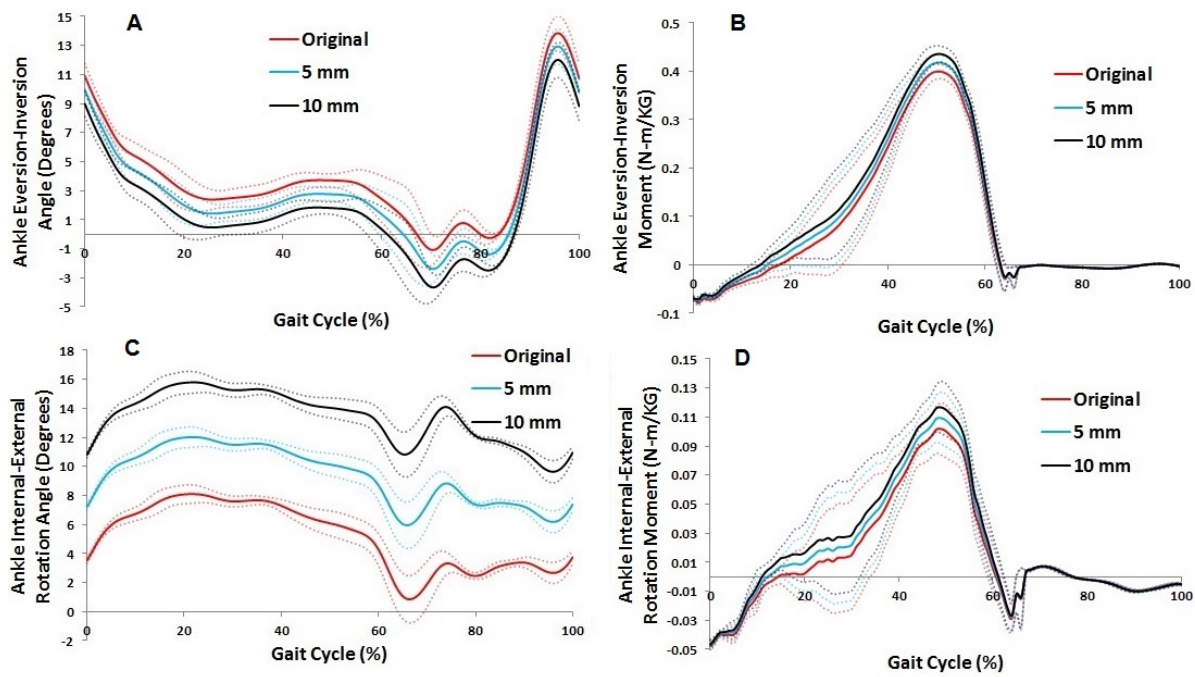 A
Ankle Eversion-Inversion
Angle (Degrees)
15
13
11
9
7
5
3
1
-1
-3
-5
Original
5 mm
10 mm
0
20
40
60
80
100
Gait Cycle (%)
B
Ankle Eversion-Inversion
Moment (N-m/KG)
0.5
0.4
0.3
0.2
0.1
0
-0.1
Original
5 mm
10 mm
0
20
40
60
80
100
Gait Cycle (%)
C
Ankle Internal-External
Rotation Angle (Degrees)
18
16
14
12
10
8
6
4
2
0
-2
Original
5 mm
10 mm
0
20
40
60
80
100
Gait Cycle (%)
D
Ankle Internal-External
Rotation Moment (N-m/KG)
0.15
0.13
0.11
0.09
0.07
0.05
0.03
0.01
-0.01
-0.03
-0.05
Original
5 mm
10 mm
0
20
40
60
80
100
Gait Cycle (%)